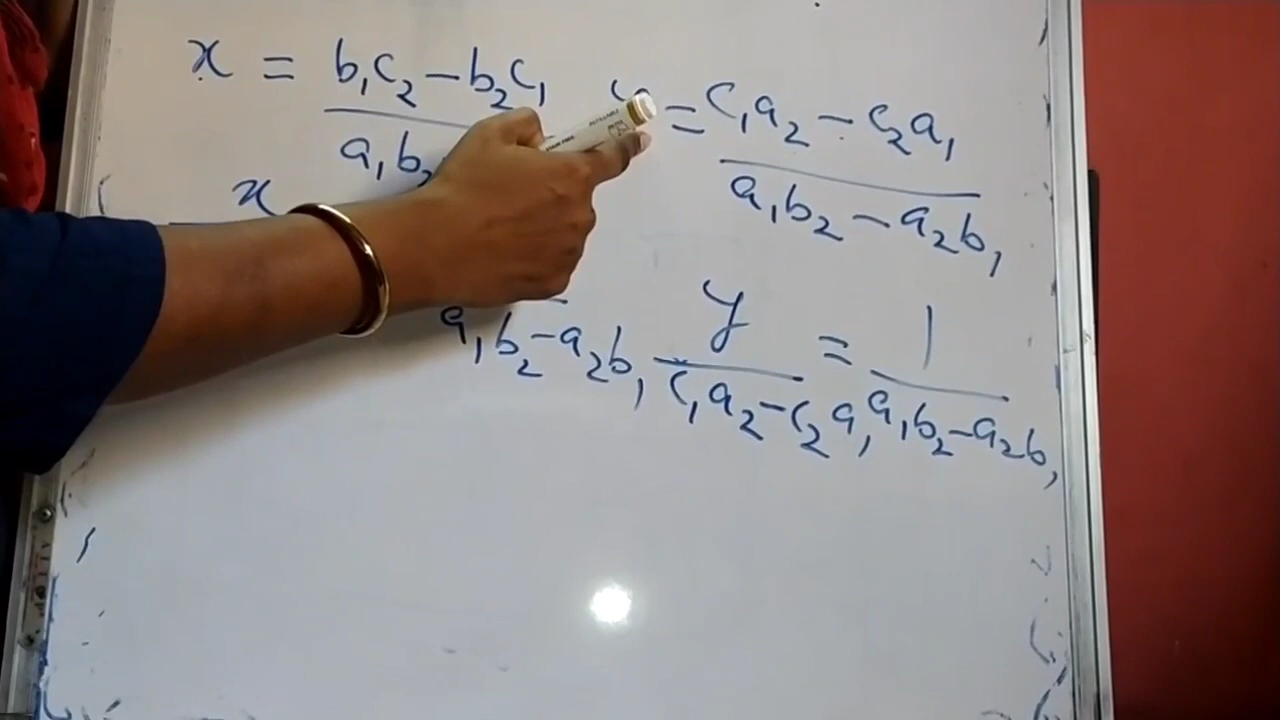 x = b₁c₂ - b₂c₁ y = c₁a₂ - c₂a₁
a₁b₂ a₁b₂ - a₂b₁
x y = 1
a₁b₂ - a₂b₁ c₁a₂ - c₂a₁ a₁b₂ - a₂b₁